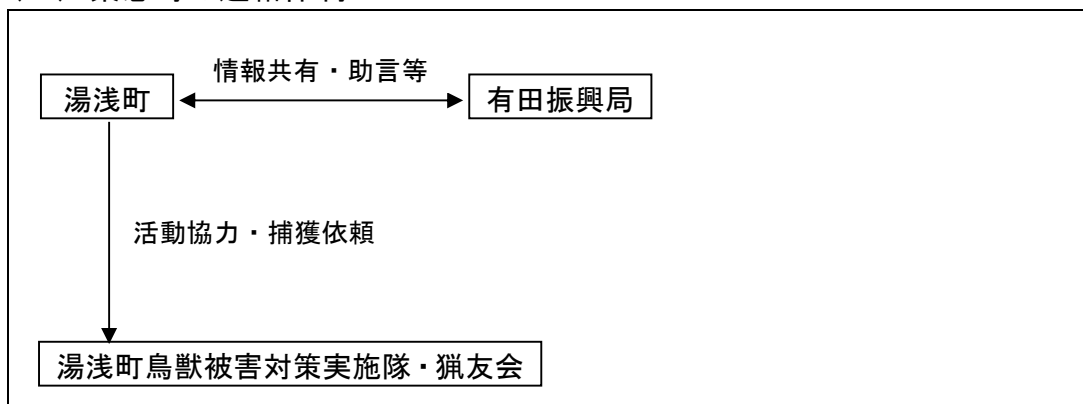 情報共有・助言等
湯浅町
有田振興局
活動協力・捕獲依頼
湯浅町鳥獣被害対策実施隊・猟友会